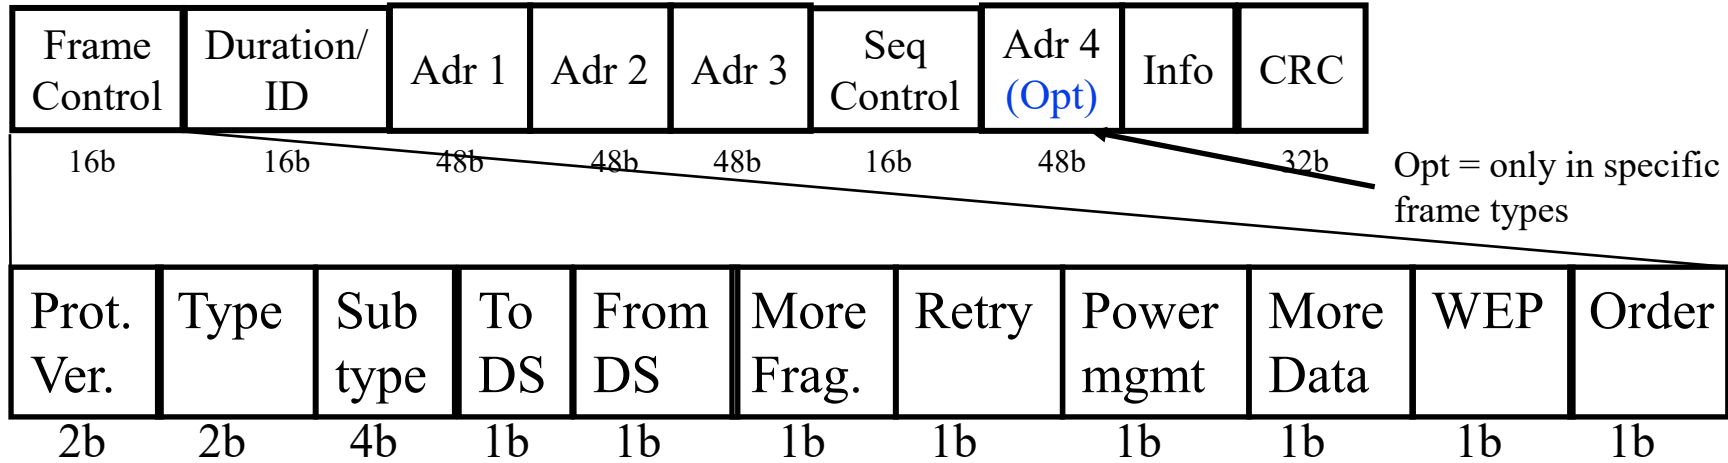 Frame Control
Duration/ ID
Adr 1
Adr 2
Adr 3
Seq Control
Adr 4 (Opt)
Info
CRC
16b
16b
48b
48b
48b
16b
48b
32b
Opt = only in specific
frame types
Prot. Ver.
Type
Sub type
To DS
From DS
More Frag.
Retry
Power mgmt
More Data
WEP
Order
2b
2b
4b
1b
1b
1b
1b
1b
1b
1b
1b